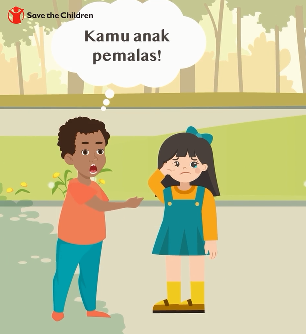 Save the Children
Kamu anak
pemalas!